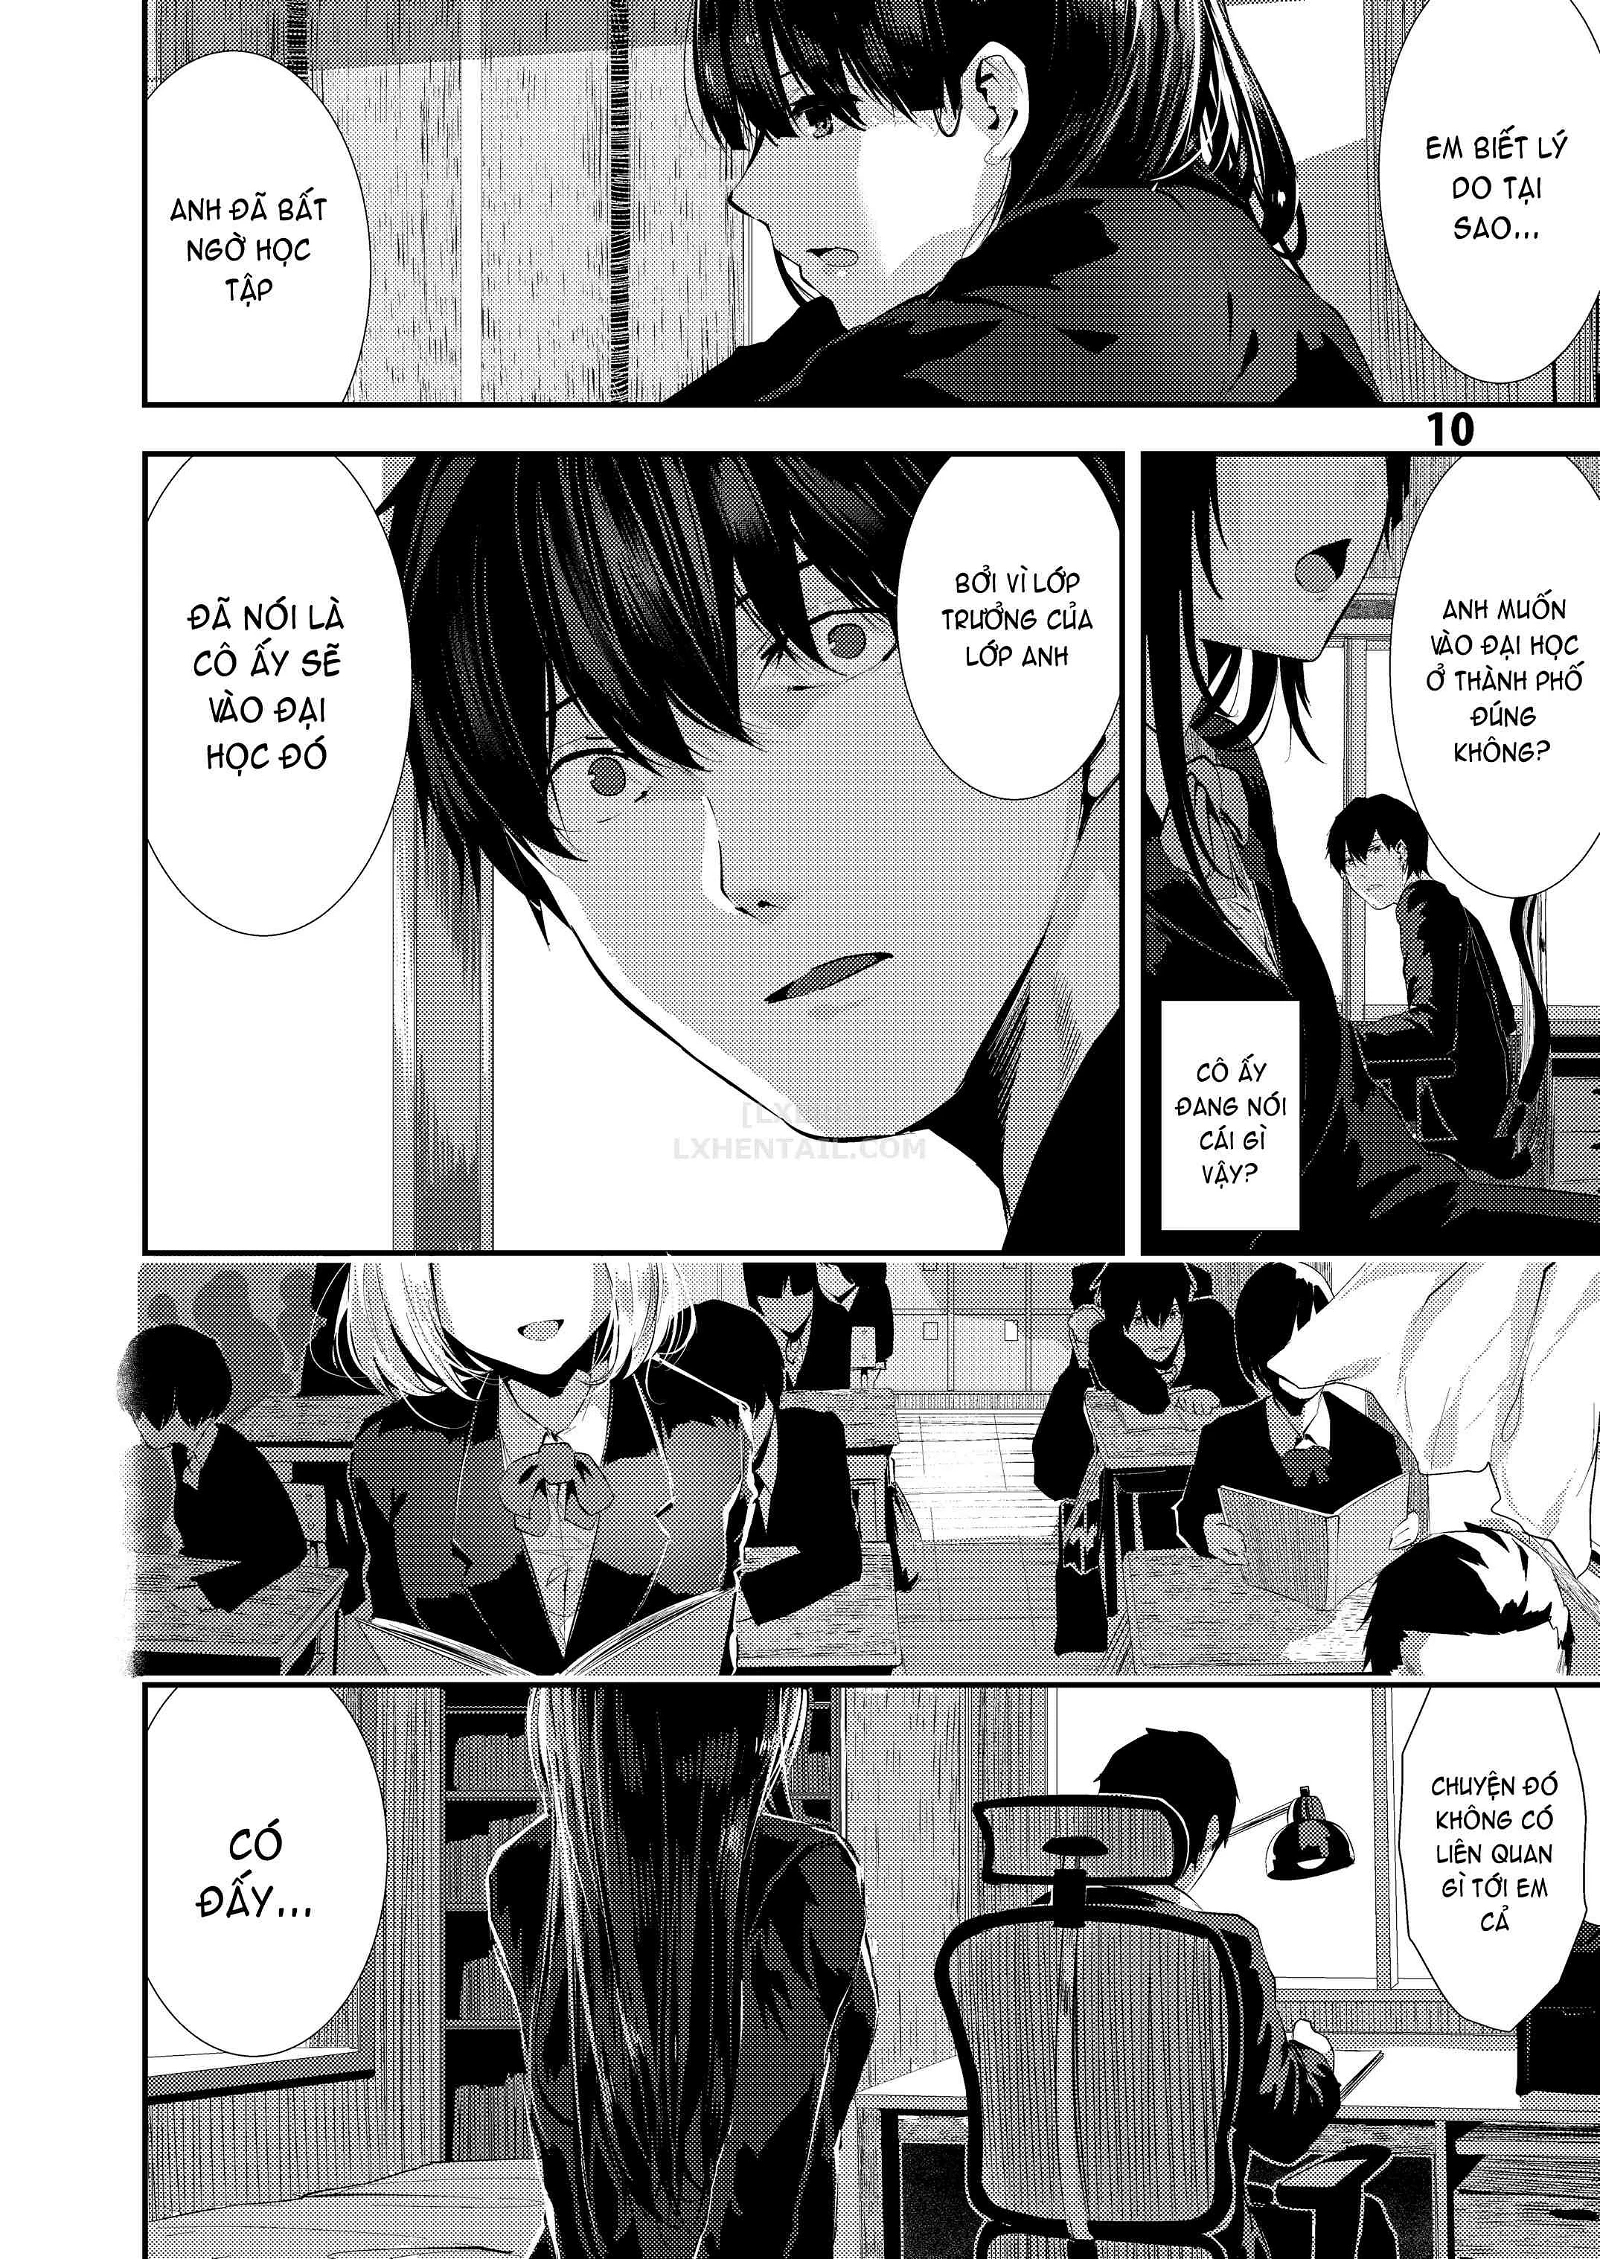 EM BIẾT LÝ
DO TẠI
SAO...
ANH ĐÃ BẤT
NGỜ HỌC
TẬP
10
ANH MUỐN
VÀO ĐẠI HỌC
Ở THÀNH PHỐ
ĐÚNG
KHÔNG?
CÔ ẤY
ĐANG NÓI
CÁI GÌ
VẬY?
BỞI VÌ LỚP
TRƯỞNG CỦA
LỚP ANH
ĐÃ NÓI LÀ
CÔ ẤY SẼ
VÀO ĐẠI
HỌC ĐÓ
LXHENTAIL.COM
CHUYỆN ĐÓ
KHÔNG CÓ
LIÊN QUAN
GÌ TỚI EM
CẢ
CÓ
ĐẤY...